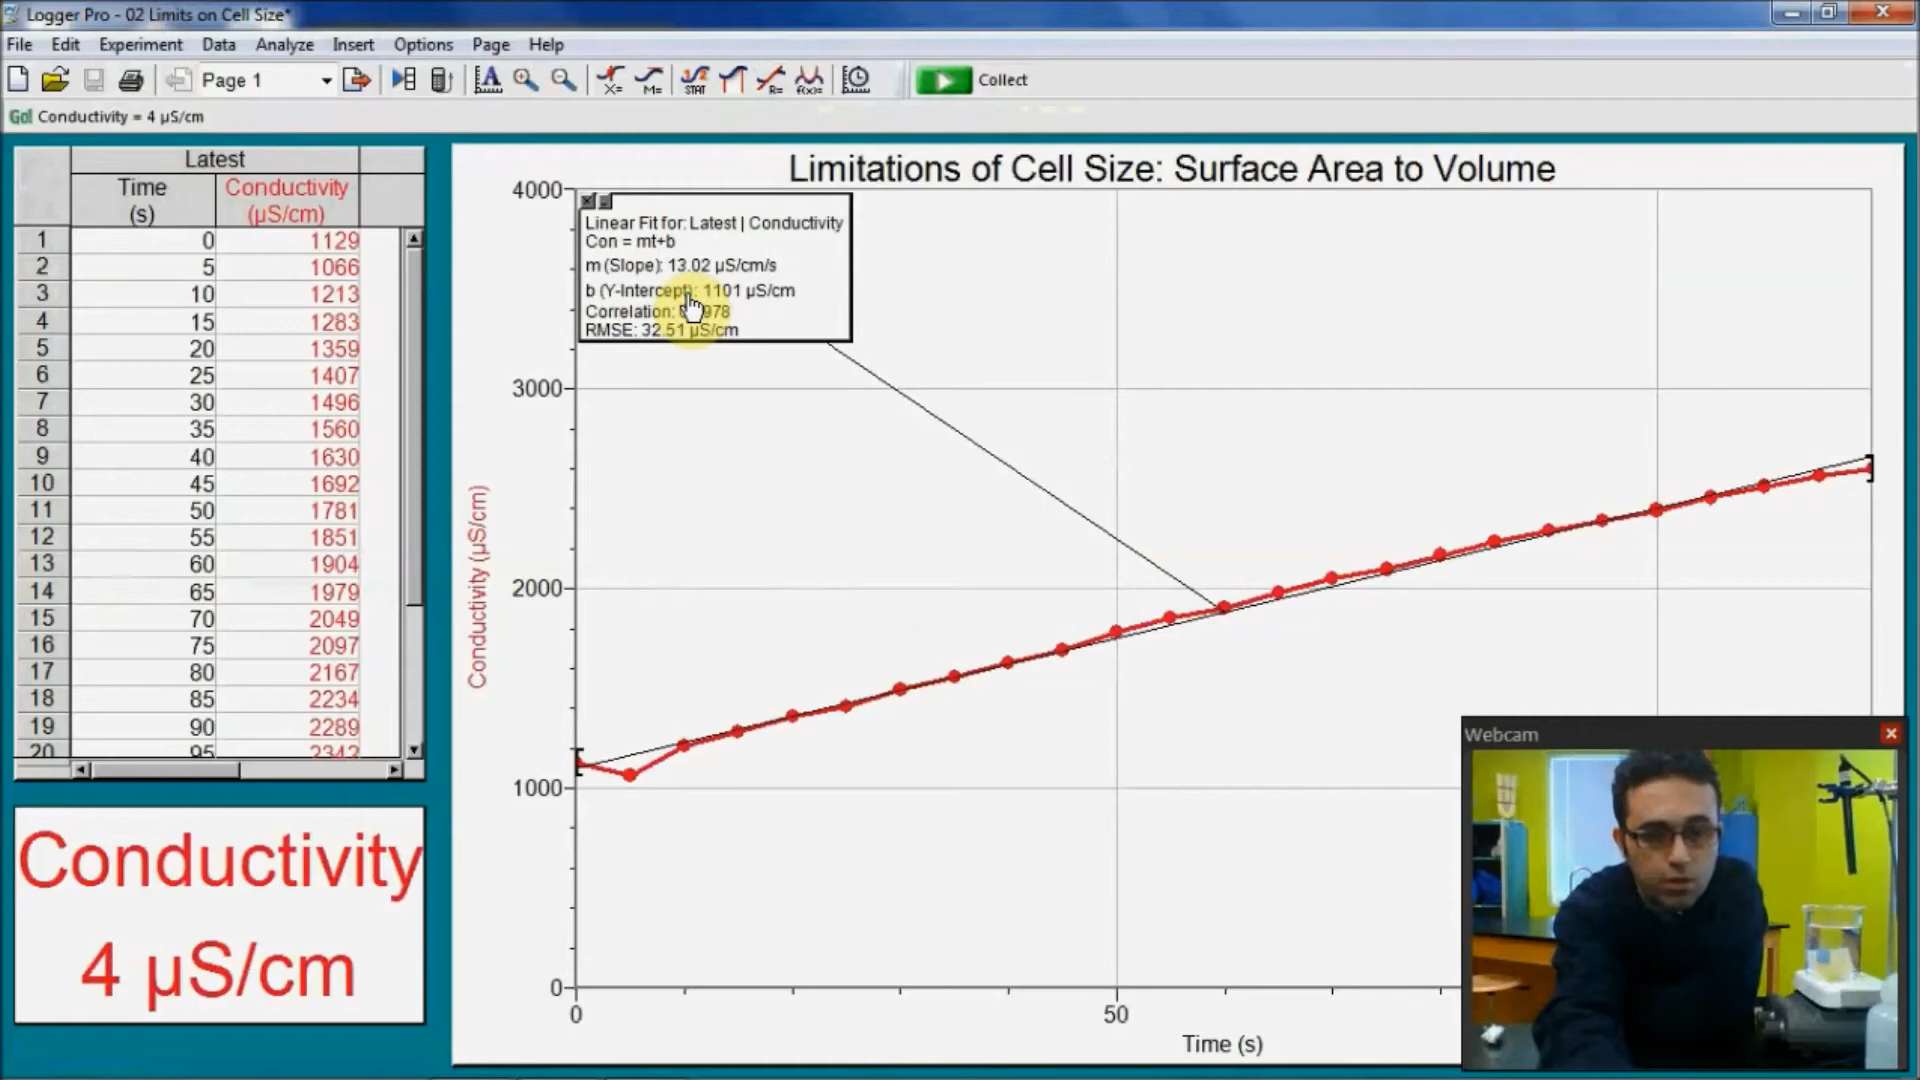 Logger Pro - 02 Limits on Cell Size*
File Edit Experiment Data Analyze Insert Options Page Help
Page 1
X= M= STAT R= f(x)=
Collect
Go! Conductivity = 4 µS/cm
Latest
Time (s)
Conductivity (µS/cm)
1 0 1129
2 5 1066
3 10 1213
4 15 1283
5 20 1359
6 25 1407
7 30 1496
8 35 1560
9 40 1630
10 45 1692
11 50 1781
12 55 1851
13 60 1904
14 65 1979
15 70 2049
16 75 2097
17 80 2167
18 85 2234
19 90 2289
20 95 2342
Conductivity
4 µS/cm
Limitations of Cell Size: Surface Area to Volume
Linear Fit for: Latest | Conductivity
Con = mt+b
m (Slope): 13.02 µS/cm/s
b (Y-Intercept): 1101 µS/cm
Correlation:
RMSE: 32.51 µS/cm
4000
3000
2000
1000
0
Conductivity (µS/cm)
0 50
Time (s)
Webcam